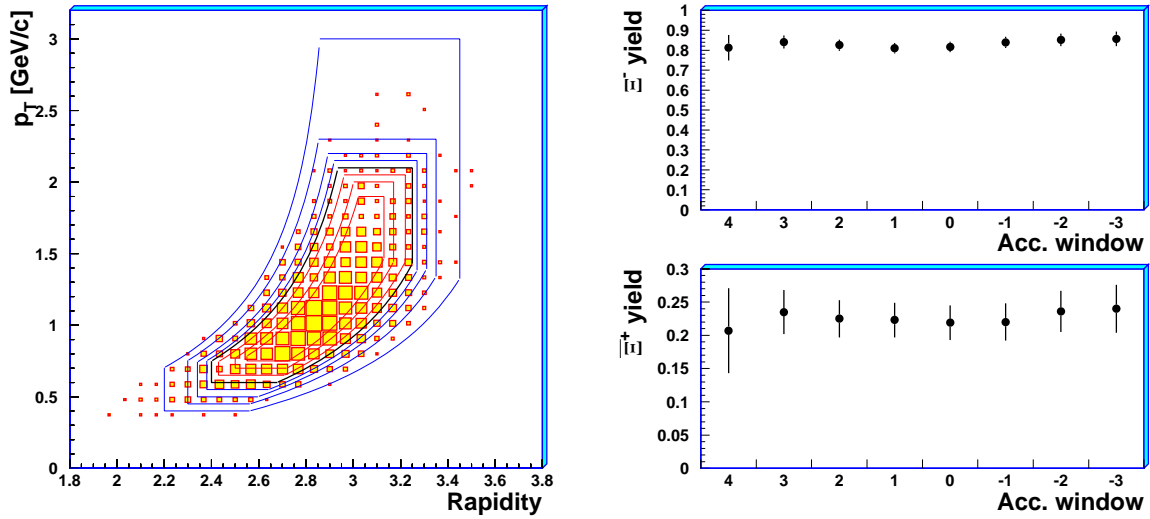 p_T [GeV/c]
3
2.5
2
1.5
1
0.5
0
1.8 2 2.2 2.4 2.6 2.8 3 3.2 3.4 3.6 3.8
Rapidity
Ξ⁻ yield
1
0.9
0.8
0.7
0.6
0.5
0.4
0.3
0.2
0.1
0
4 3 2 1 0 -1 -2 -3
Acc. window
Ξ̅⁺ yield
0.3
0.25
0.2
0.15
0.1
0.05
0
4 3 2 1 0 -1 -2 -3
Acc. window